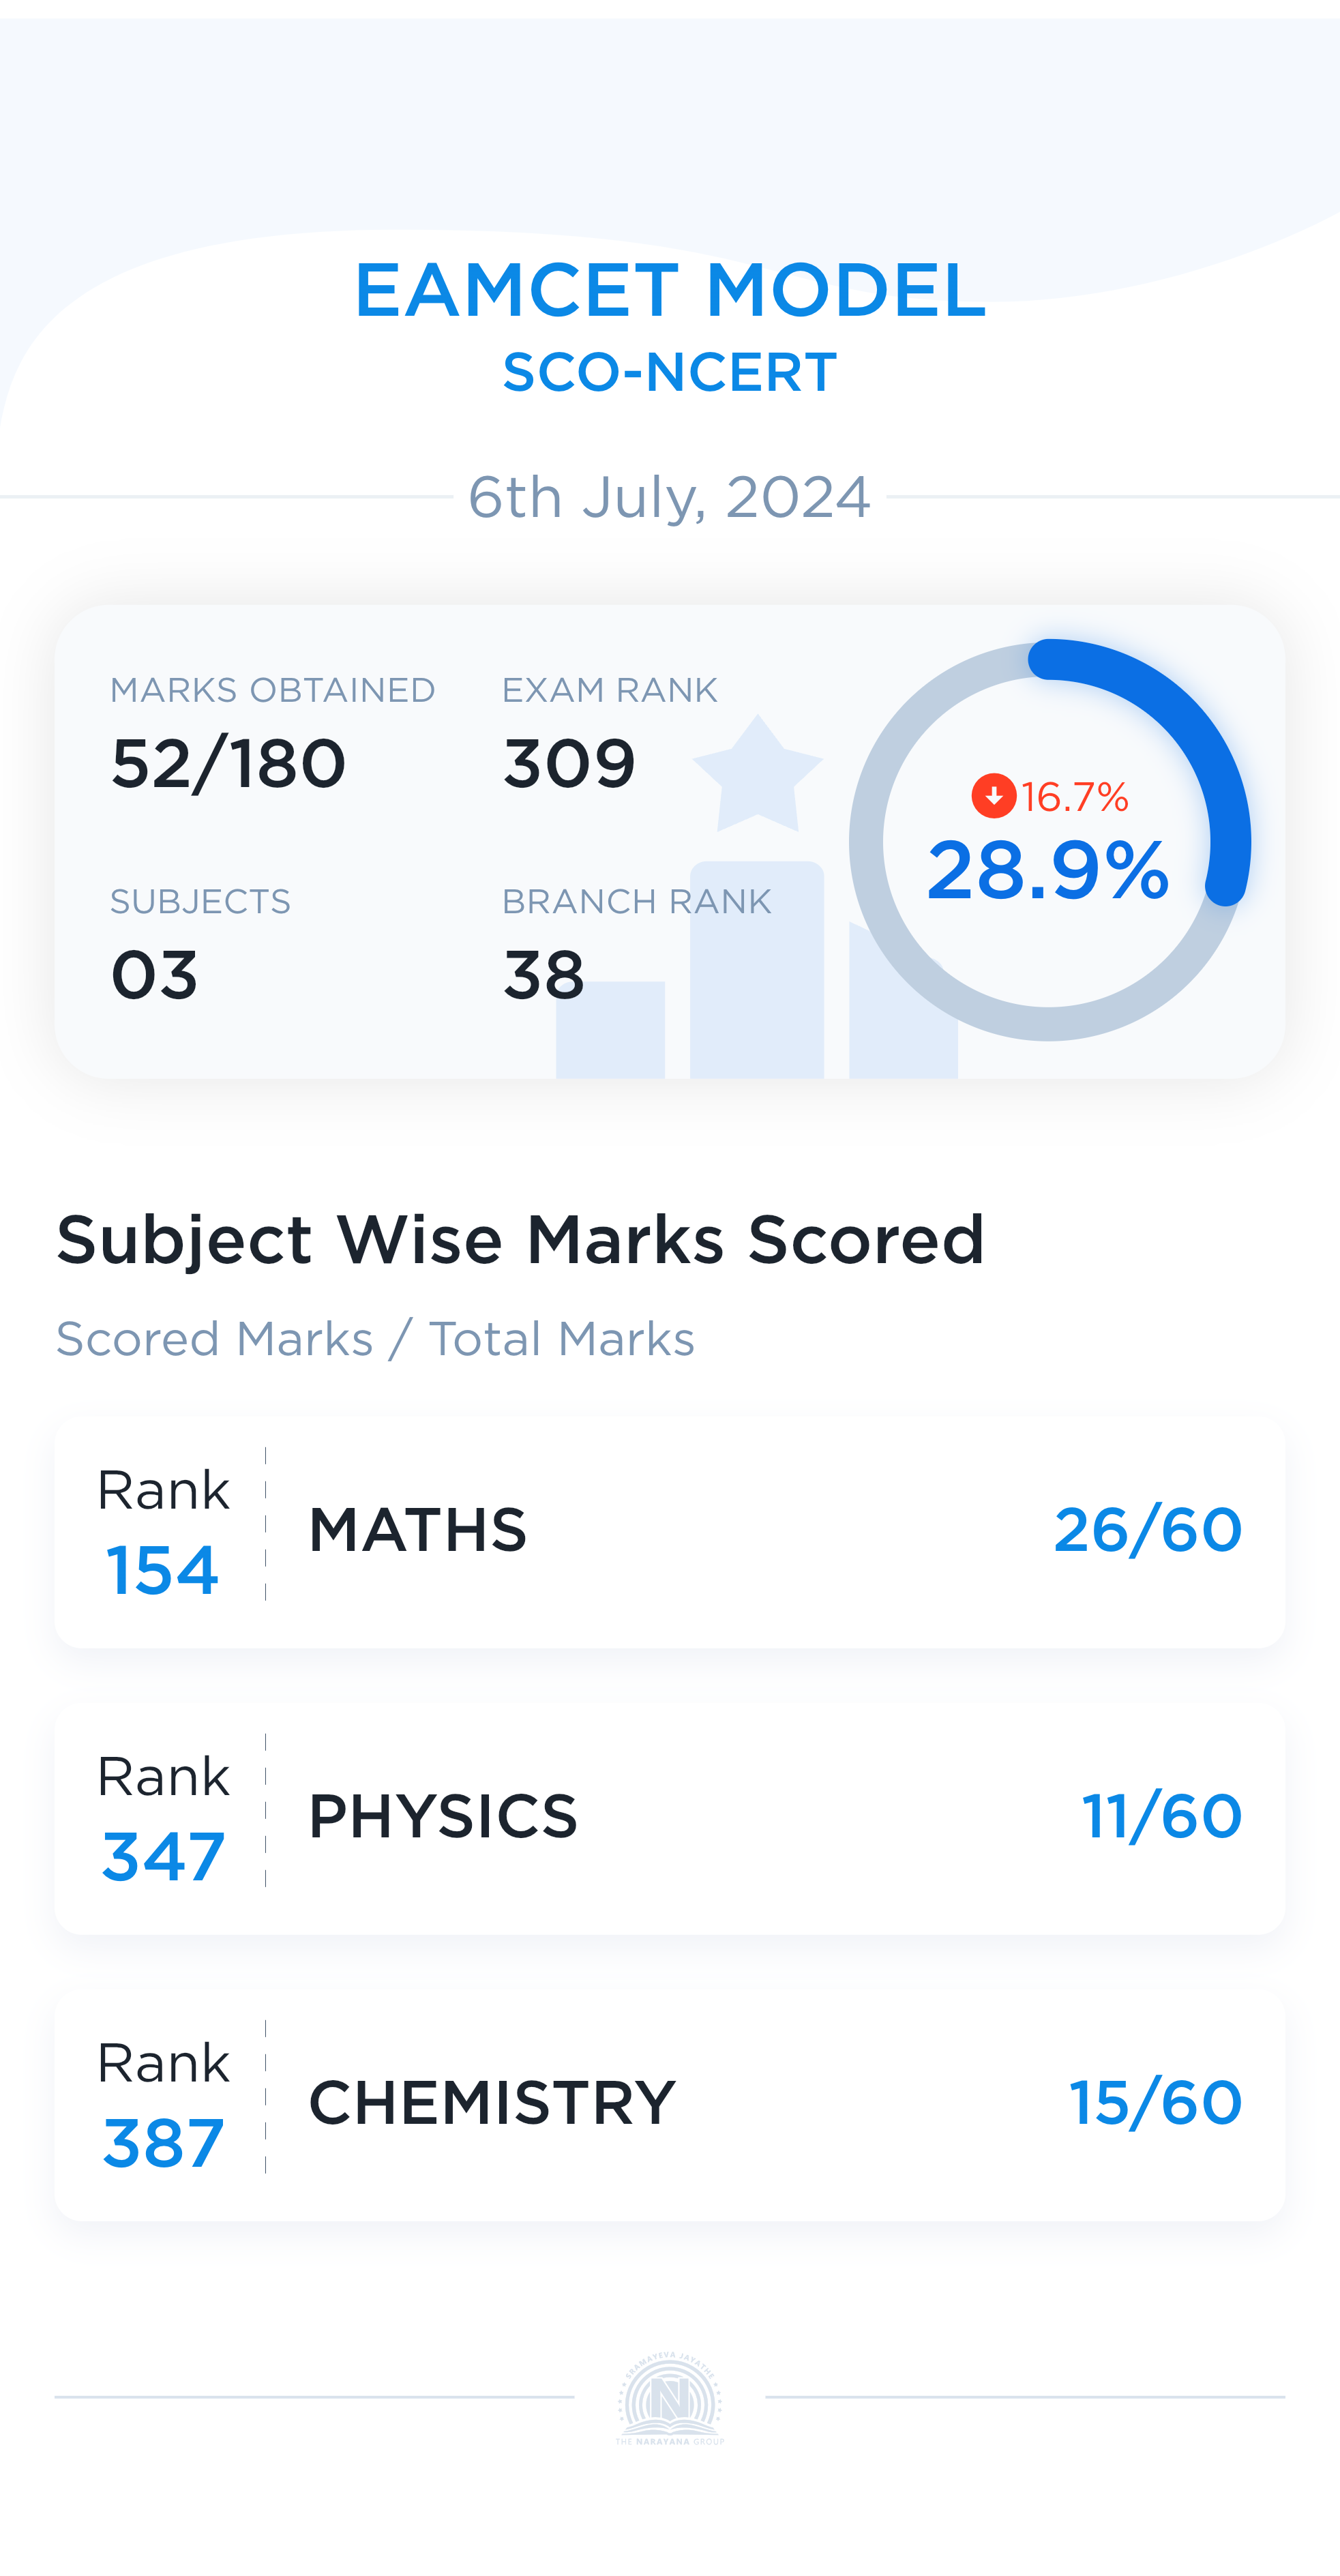 EAMCET MODEL
SCO-NCERT
6th July, 2024
MARKS OBTAINED
52/180
EXAM RANK
309
SUBJECTS
03
BRANCH RANK
38
16.7%
28.9%
Subject Wise Marks Scored
Scored Marks / Total Marks
Rank
154
MATHS
26/60
Rank
347
PHYSICS
11/60
Rank
387
CHEMISTRY
15/60
SRAMAYEVA JAYATHE
N
THE NARAYANA GROUP